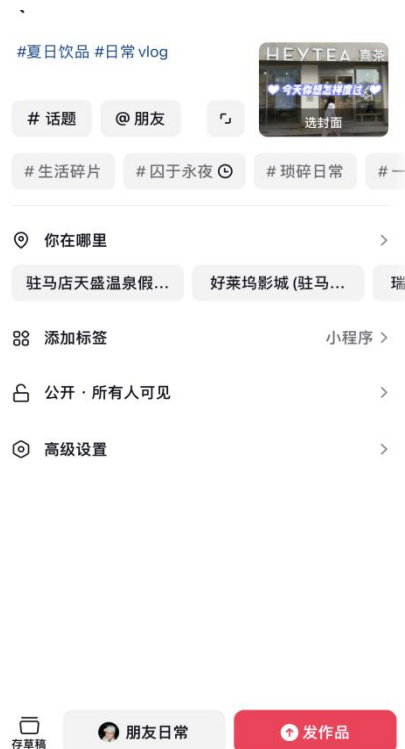 #夏日饮品 #日常vlog
HEYTEA 喜茶
今天你想怎样度过
选封面
# 话题
@ 朋友
# 生活碎片
# 囚于永夜
# 琐碎日常
# 一
你在哪里
驻马店天盛温泉假...
好莱坞影城 (驻马...
瑞
添加标签
小程序
公开 · 所有人可见
高级设置
存草稿
朋友日常
发作品